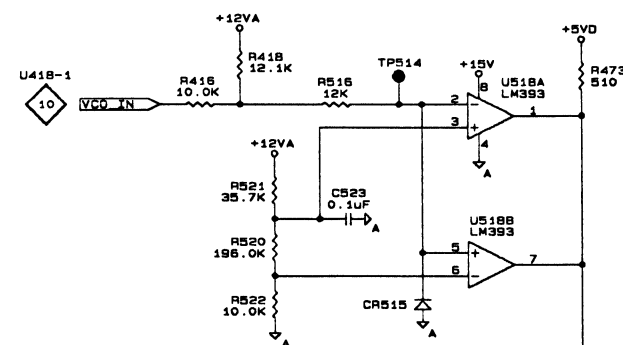 +12VA
+5VD
U418-1
R418
12.1K
TP514
+15V
U518A
LM393
R473
510
R416
10.0K
R516
12K
10
VCO IN
8
2
-
1
3
+
4
A
+12VA
R521
35.7K
C523
0.1uF
A
U518B
LM393
R520
196.0K
5
+
7
6
-
R522
10.0K
CR515
A
A